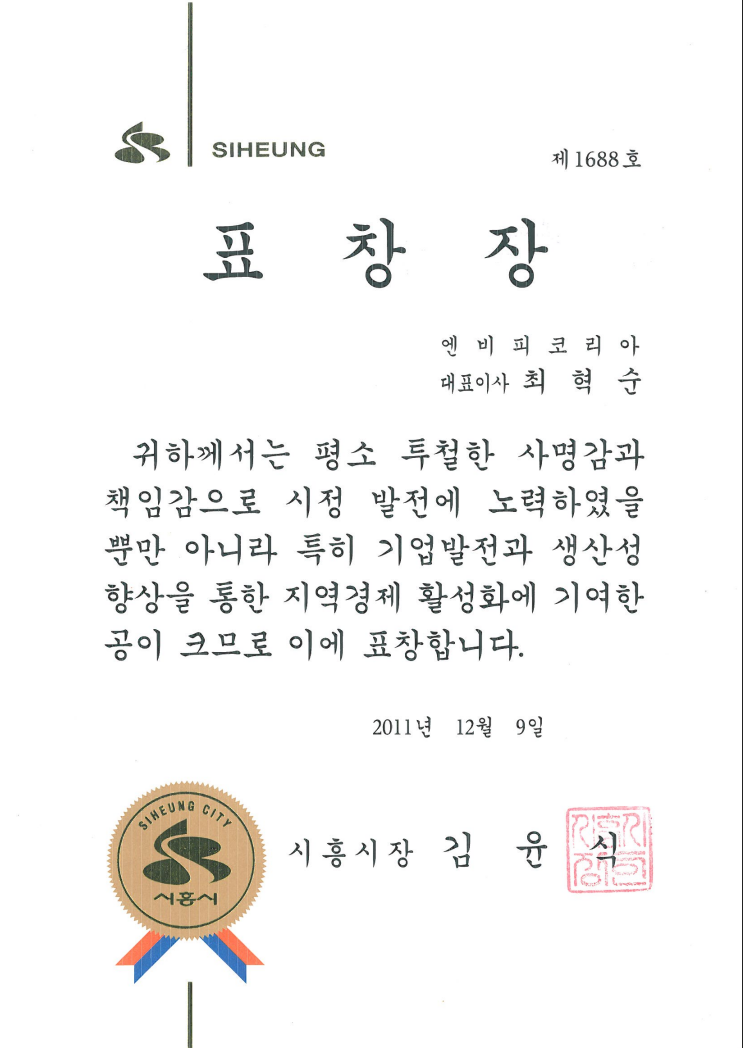 SIHEUNG
제 1688 호
표 창 장
엔 비 피 코 리 아
대표이사 최 혁 순
귀하께서는 평소 투철한 사명감과
책임감으로 시정 발전에 노력하였을
뿐만 아니라 특히 기업발전과 생산성
향상을 통한 지역경제 활성화에 기여한
공이 크므로 이에 표창합니다.
2011년 12월 9일
SIHEUNG CITY
시흥시
시흥시장 김 윤 식